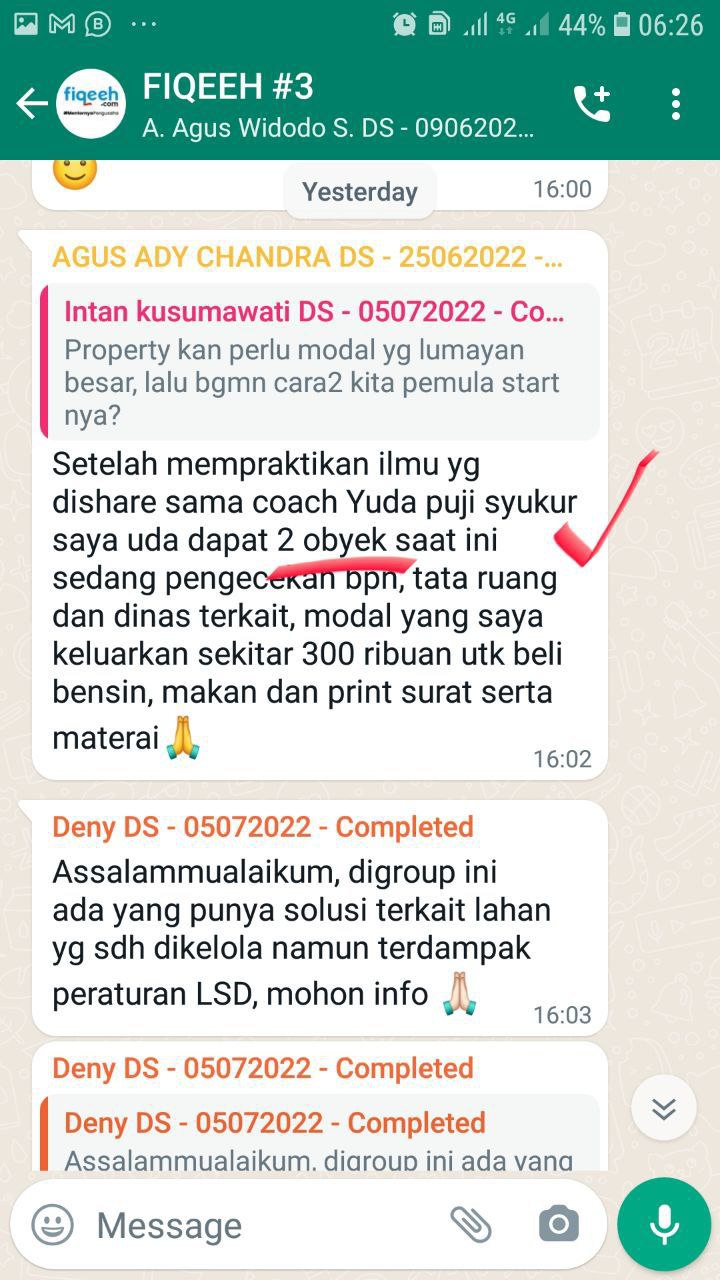 4G 44% 06:26
fiqeeh
.com
FIQEEH #3
A. Agus Widodo S. DS - 0906202...
16:00
Yesterday
AGUS ADY CHANDRA DS - 25062022 -...
Intan kusumawati DS - 05072022 - Co...
Property kan perlu modal yg lumayan
besar, lalu bgmn cara2 kita pemula start
nya?
Setelah mempraktikan ilmu yg
dishare sama coach Yuda puji syukur
saya uda dapat 2 obyek saat ini
sedang pengecekan bpn, tata ruang
dan dinas terkait, modal yang saya
keluarkan sekitar 300 ribuan utk beli
bensin, makan dan print surat serta
materai
16:02
Deny DS - 05072022 - Completed
Assalammualaikum, digroup ini
ada yang punya solusi terkait lahan
yg sdh dikelola namun terdampak
peraturan LSD, mohon info
16:03
Deny DS - 05072022 - Completed
Deny DS - 05072022 - Completed
Assalammualaikum, digroup ini ada yang
Message